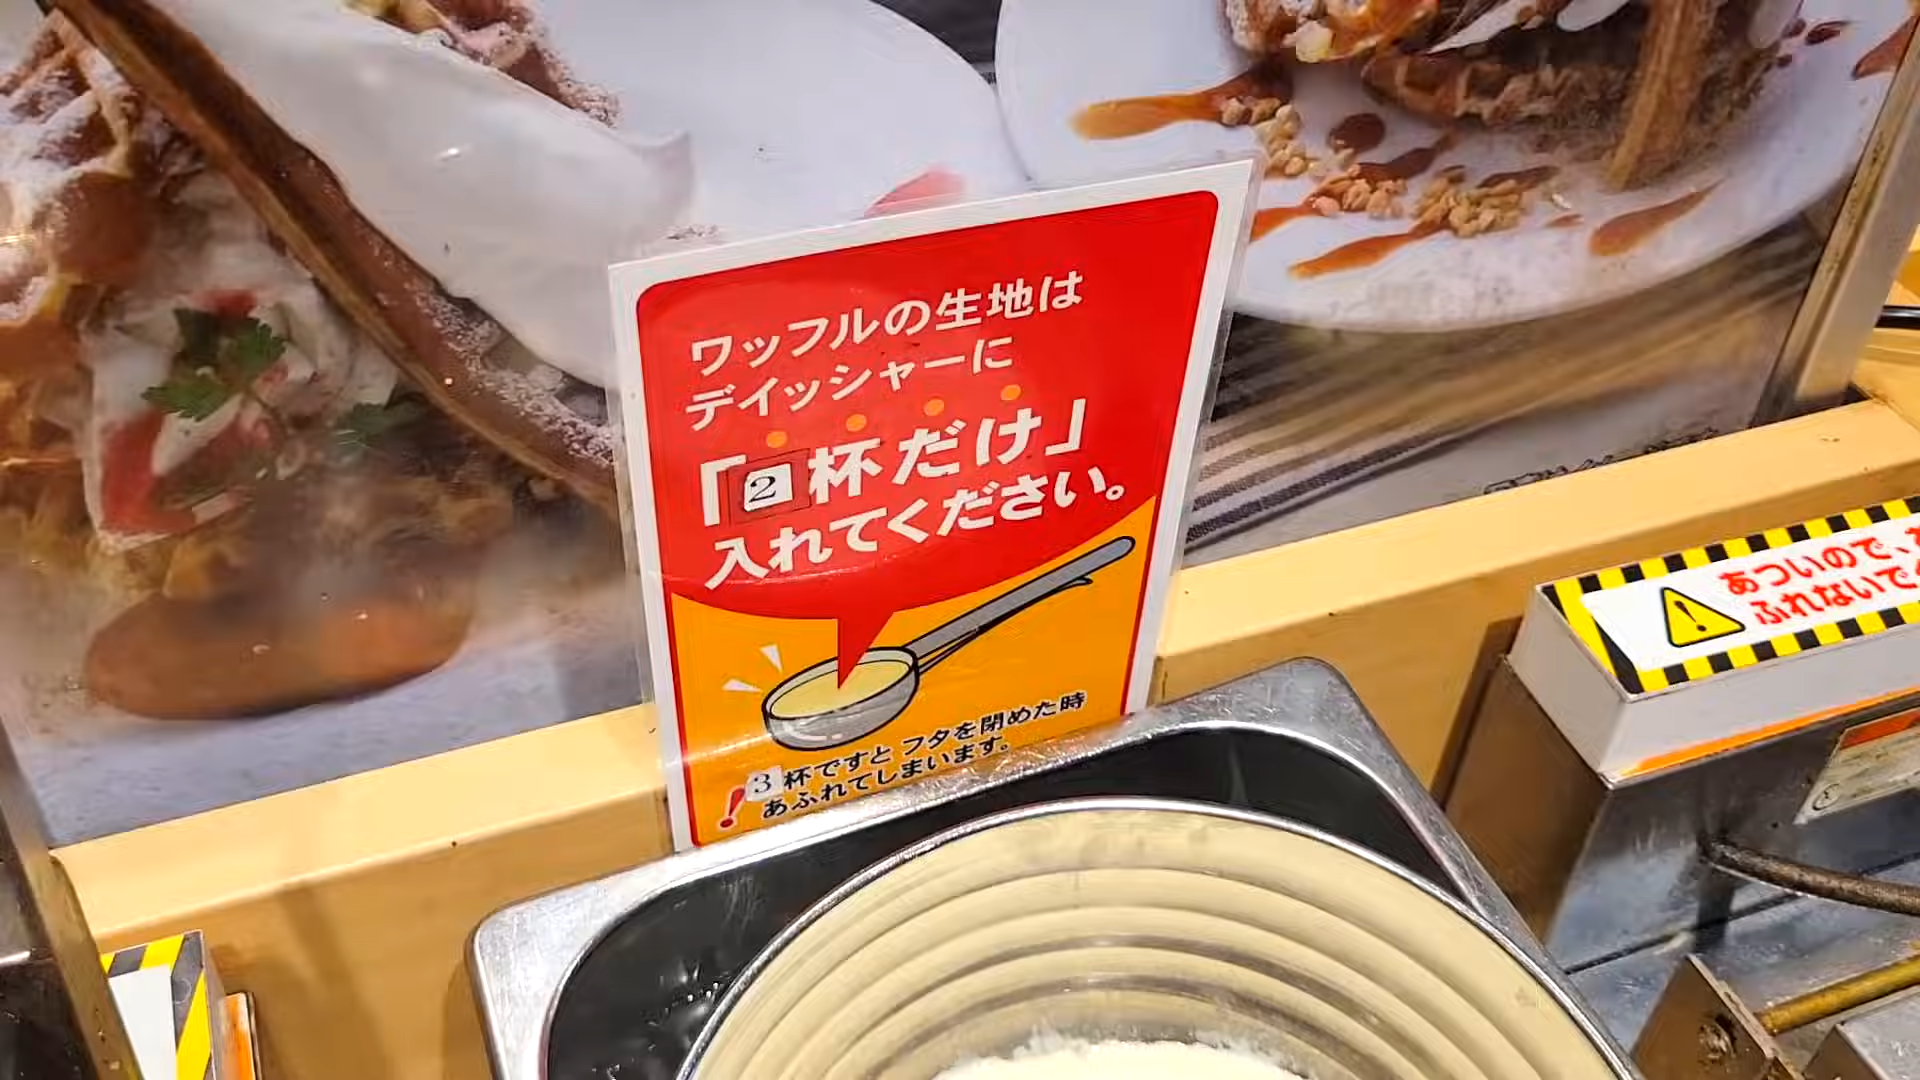 ワッフルの生地は
デイッシャーに
「2杯だけ」
入れてください。
3杯ですとフタを閉めた時
あふれてしまいます。
あついので、
ふれないで